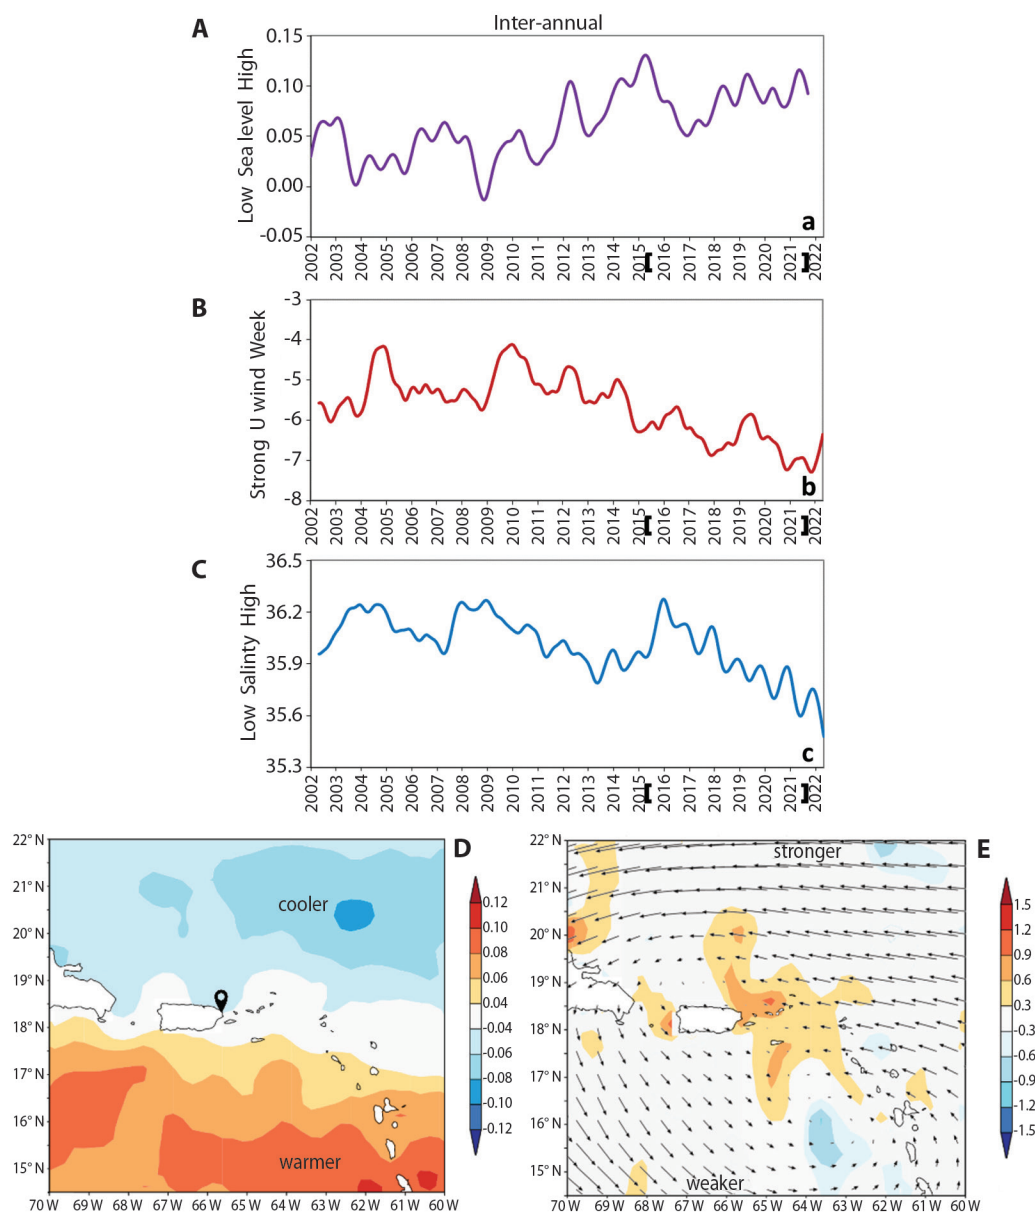 A
Inter-annual
Low Sea level High
0.15
0.10
0.05
0.00
-0.05
a
2002 2003 2004 2005 2006 2007 2008 2009 2010 2011 2012 2013 2014 2015 2016 2017 2018 2019 2020 2021 2022
[ ]
B
Strong U wind Week
-3
-4
-5
-6
-7
-8
b
2002 2003 2004 2005 2006 2007 2008 2009 2010 2011 2012 2013 2014 2015 2016 2017 2018 2019 2020 2021 2022
[ ]
C
Low Salinty High
36.5
36.2
35.9
35.6
35.3
c
2002 2003 2004 2005 2006 2007 2008 2009 2010 2011 2012 2013 2014 2015 2016 2017 2018 2019 2020 2021 2022
[ ]
D
22° N
21° N
20° N
19° N
18° N
17° N
16° N
15° N
cooler
warmer
70 W 69 W 68 W 67 W 66 W 65 W 64 W 63 W 62 W 61 W 60 W
0.12
0.10
0.08
0.06
0.04
-0.04
-0.06
-0.08
-0.10
-0.12
E
22° N
21° N
20° N
19° N
18° N
17° N
16° N
15° N
stronger
weaker
70 W 69 W 68 W 67 W 66 W 65 W 64 W 63 W 62 W 61 W 60 W
1.5
1.2
0.9
0.6
0.3
-0.3
-0.6
-0.9
-1.2
-1.5